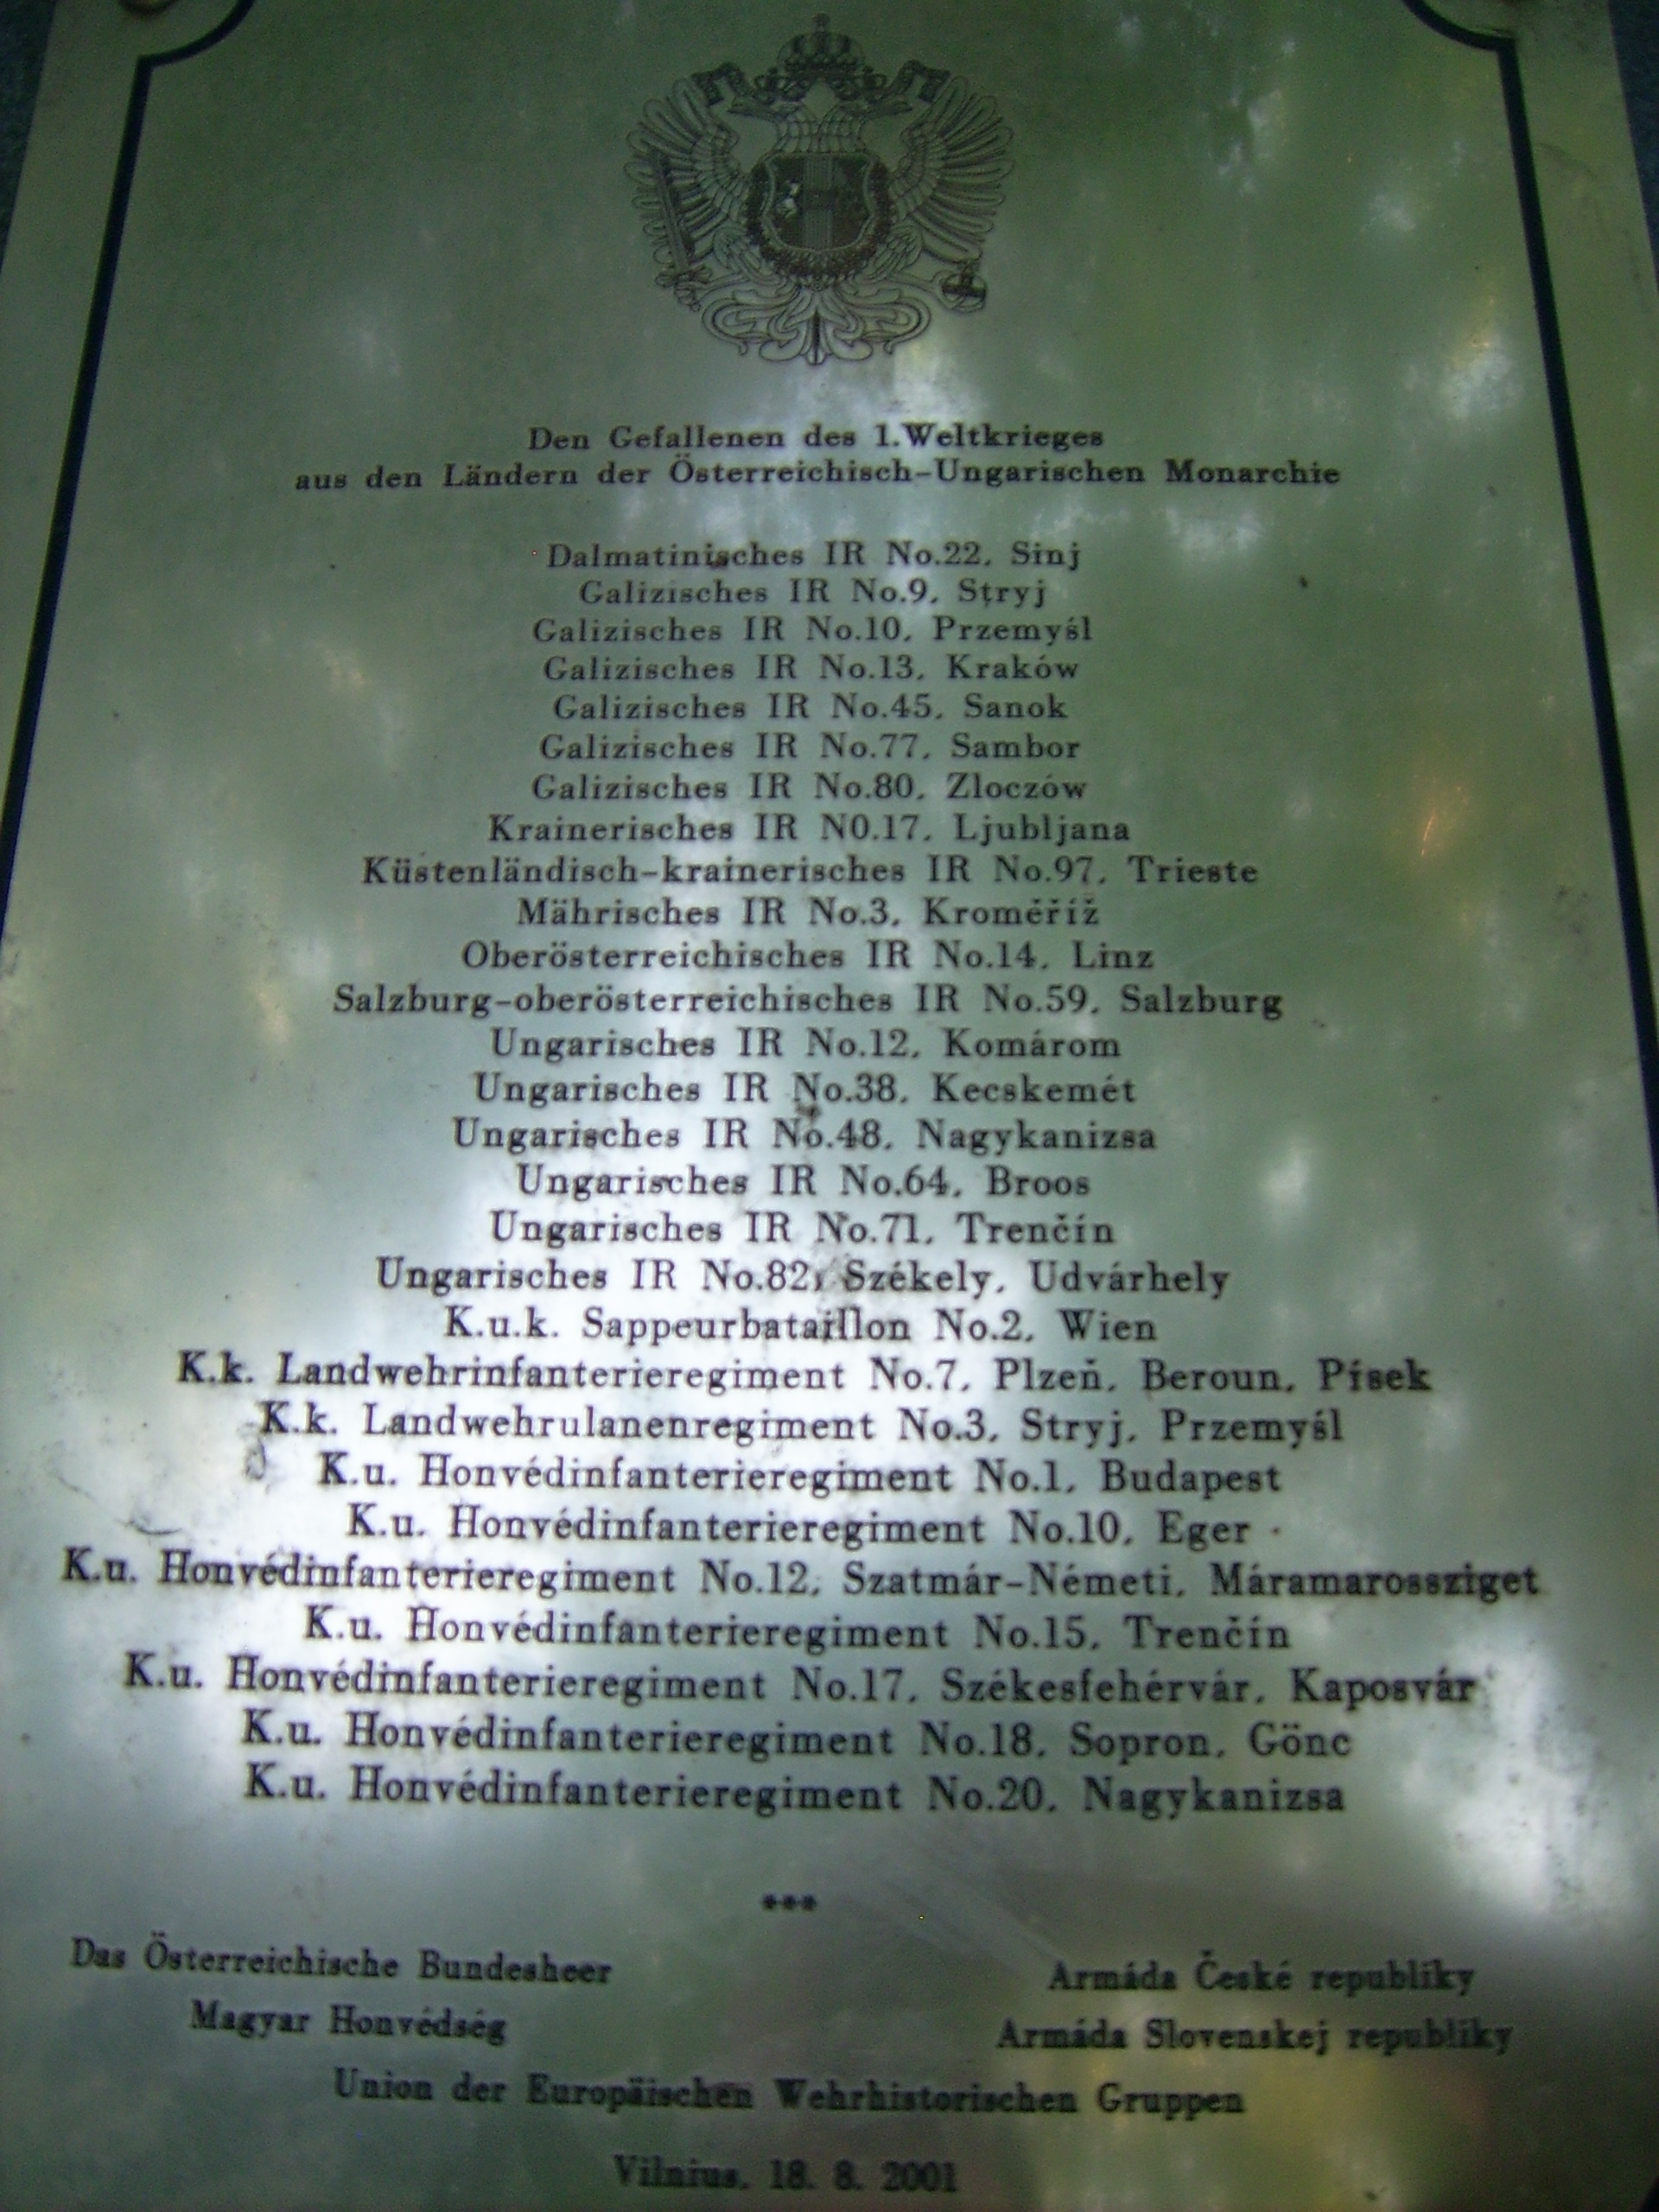 Den Gefallenen des 1.Weltkrieges
aus den Ländern der Österreichisch-Ungarischen Monarchie
Dalmatinisches IR No.22, Sinj
Galizisches IR No.9, Stryj
Galizisches IR No.10, Przemyśl
Galizisches IR No.13, Kraków
Galizisches IR No.45, Sanok
Galizisches IR No.77, Sambor
Galizisches IR No.80, Zloczów
Krainerisches IR N0.17, Ljubljana
Küstenländisch-krainerisches IR No.97, Trieste
Mährisches IR No.3, Kroměříž
Oberösterreichisches IR No.14, Linz
Salzburg-oberösterreichisches IR No.59, Salzburg
Ungarisches IR No.12, Komárom
Ungarisches IR No.38, Kecskemét
Ungarisches IR No.48, Nagykanizsa
Ungarisches IR No.64, Broos
Ungarisches IR No.71, Trenčín
Ungarisches IR No.82, Székely, Udvárhely
K.u.k. Sappeurbataillon No.2, Wien
K.k. Landwehrinfanterieregiment No.7, Plzeň, Beroun, Písek
K.k. Landwehrulanenregiment No.3, Stryj, Przemyśl
K.u. Honvédinfanterieregiment No.1, Budapest
K.u. Honvédinfanterieregiment No.10, Eger
K.u. Honvédinfanterieregiment No.12, Szatmár-Németi, Máramarossziget
K.u. Honvédinfanterieregiment No.15, Trenčín
K.u. Honvédinfanterieregiment No.17, Székesfehérvár, Kaposvár
K.u. Honvédinfanterieregiment No.18, Sopron, Gönc
K.u. Honvédinfanterieregiment No.20, Nagykanizsa
***
Das Österreichische Bundesheer
Armáda České republiky
Magyar Honvédség
Armáda Slovenskej republiky
Union der Europäischen Wehrhistorischen Gruppen
Vilnius, 18. 8. 2001